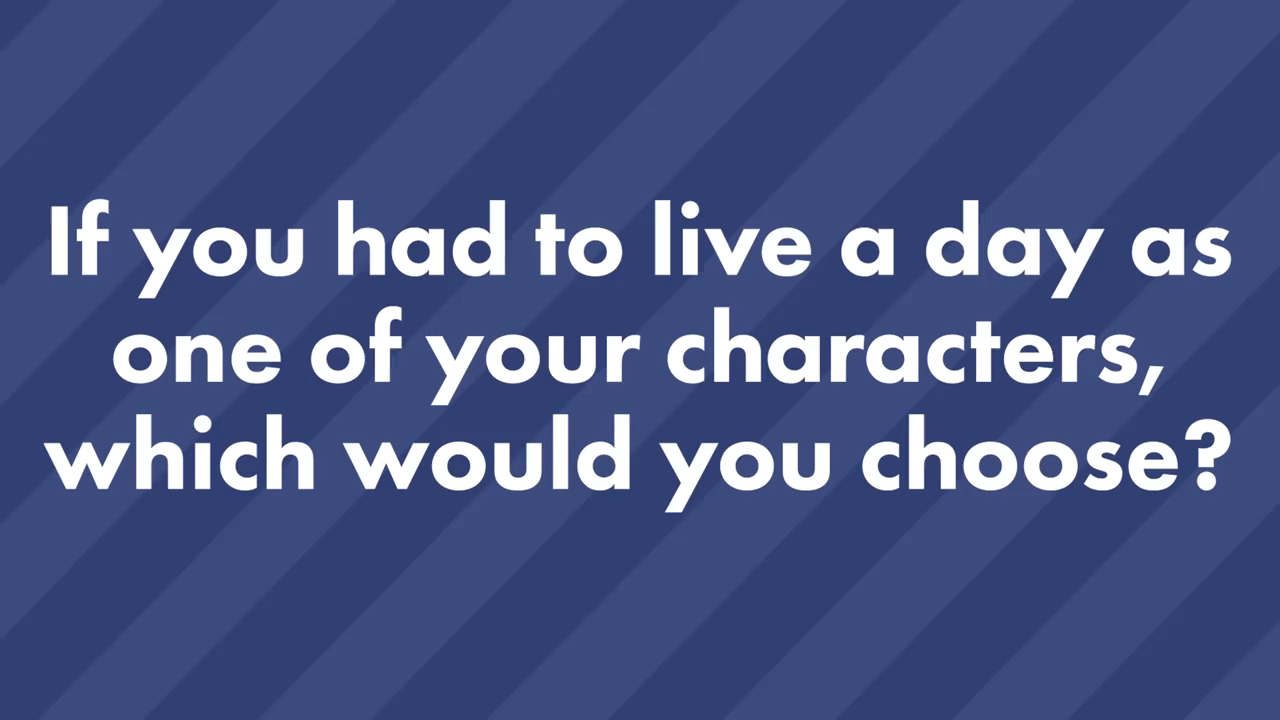 If you had to live a day as
one of your characters,
which would you choose?